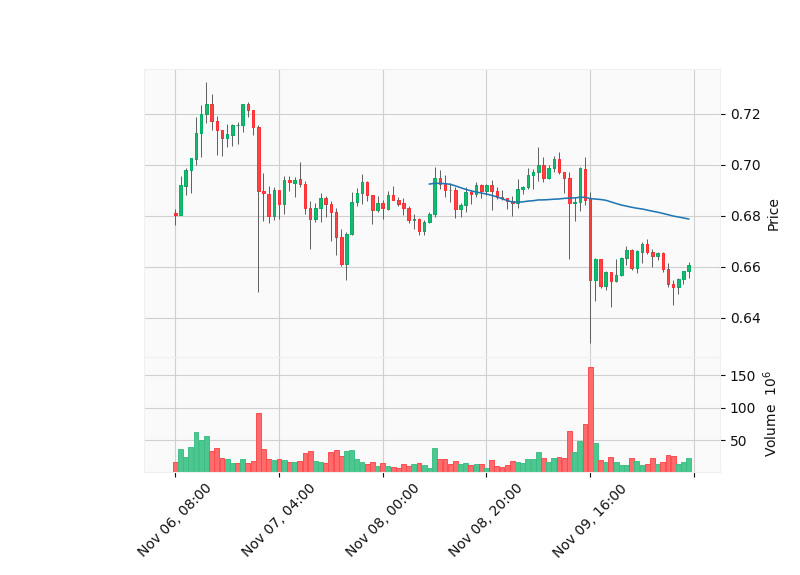 0.72
0.70
0.68
0.66
0.64
Price
150
100
50
Volume 10^6
Nov 06, 08:00
Nov 07, 04:00
Nov 08, 00:00
Nov 08, 20:00
Nov 09, 16:00